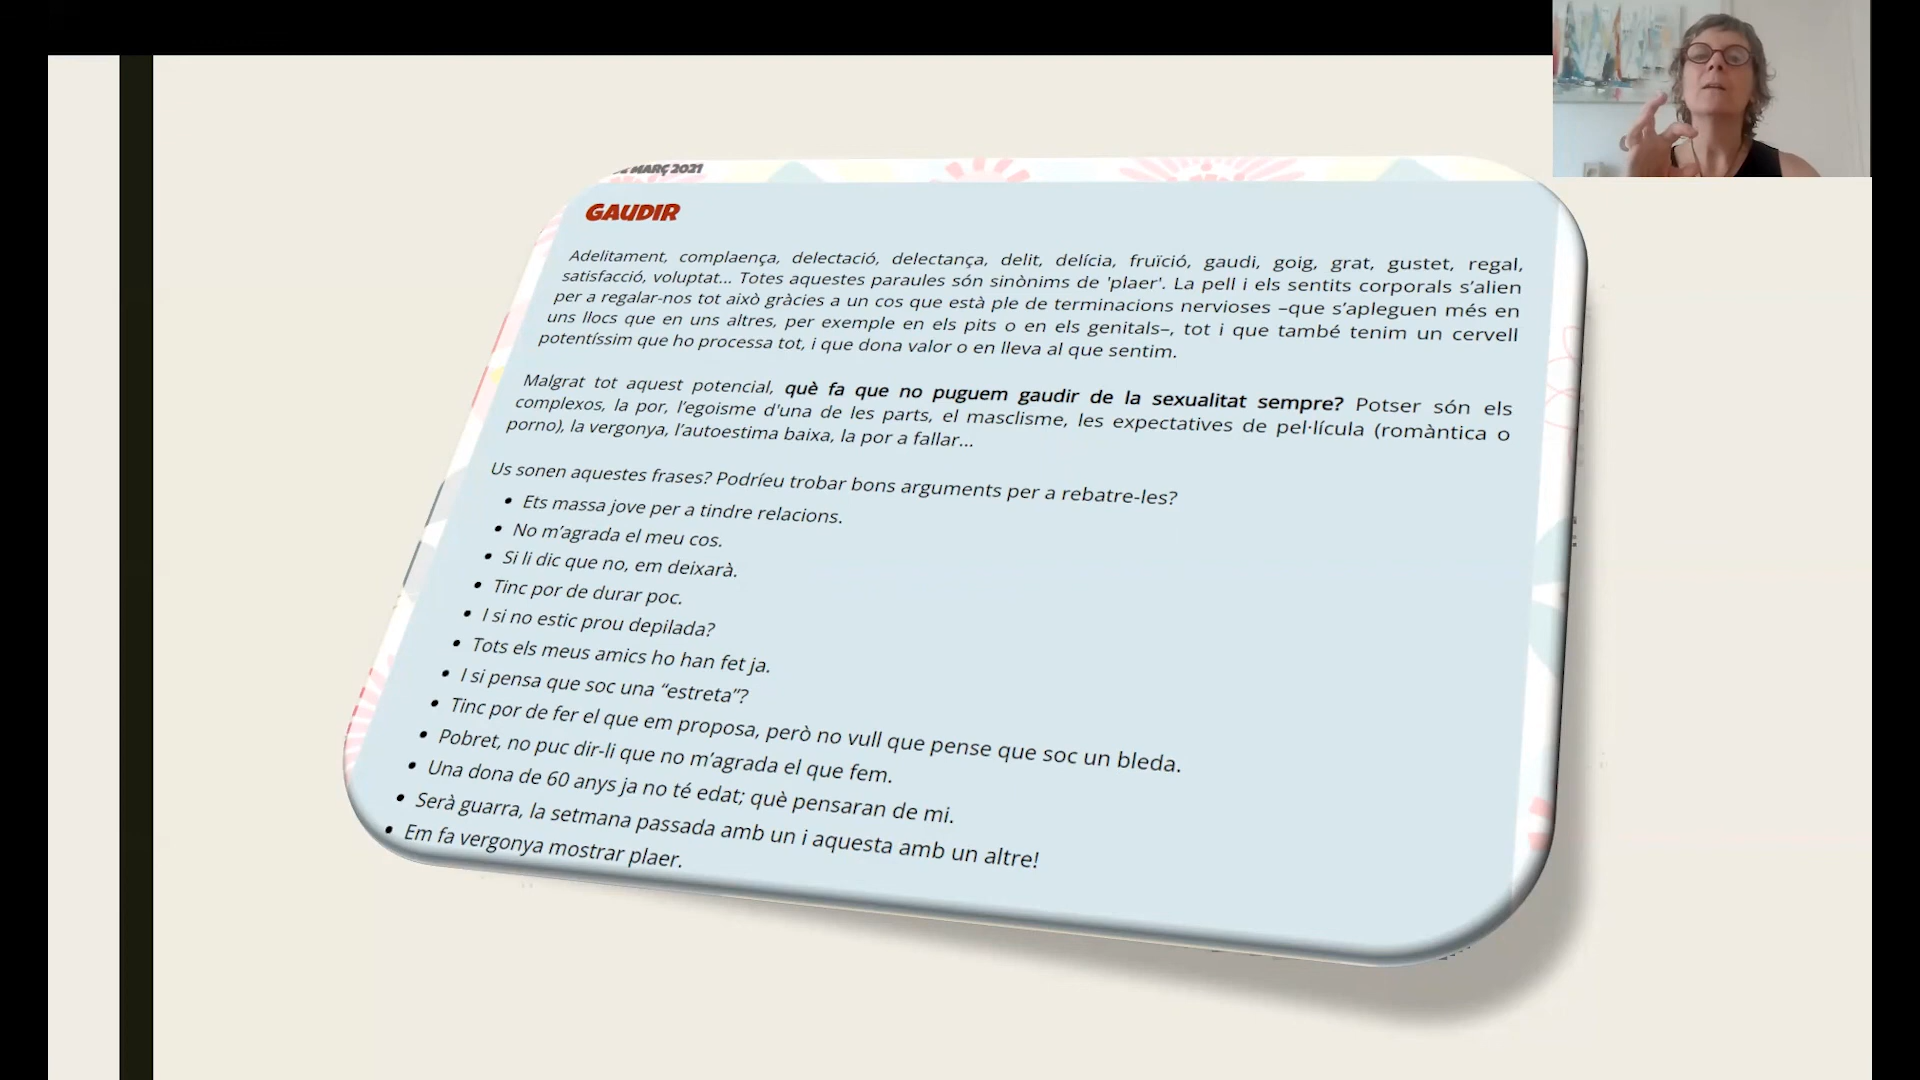 MARÇ 2021
GAUDIR
Adelitament, complaença, delectació, delectança, delit, delícia, fruïció, gaudi, goig, grat, gustet, regal,
satisfacció, voluptat... Totes aquestes paraules són sinònims de 'plaer'. La pell i els sentits corporals s’alien
per a regalar-nos tot això gràcies a un cos que està ple de terminacions nervioses –que s’apleguen més en
uns llocs que en uns altres, per exemple en els pits o en els genitals–, tot i que també tenim un cervell
potentíssim que ho processa tot, i que dona valor o en lleva al que sentim.
Malgrat tot aquest potencial, què fa que no puguem gaudir de la sexualitat sempre? Potser són els
complexos, la por, l’egoisme d'una de les parts, el masclisme, les expectatives de pel·lícula (romàntica o
porno), la vergonya, l’autoestima baixa, la por a fallar...
Us sonen aquestes frases? Podríeu trobar bons arguments per a rebatre-les?
• Ets massa jove per a tindre relacions.
• No m’agrada el meu cos.
• Si li dic que no, em deixarà.
• Tinc por de durar poc.
• I si no estic prou depilada?
• Tots els meus amics ho han fet ja.
• I si pensa que soc una “estreta”?
• Tinc por de fer el que em proposa, però no vull que pense que soc un bleda.
• Pobret, no puc dir-li que no m’agrada el que fem.
• Una dona de 60 anys ja no té edat; què pensaran de mi.
• Serà guarra, la setmana passada amb un i aquesta amb un altre!
• Em fa vergonya mostrar plaer.